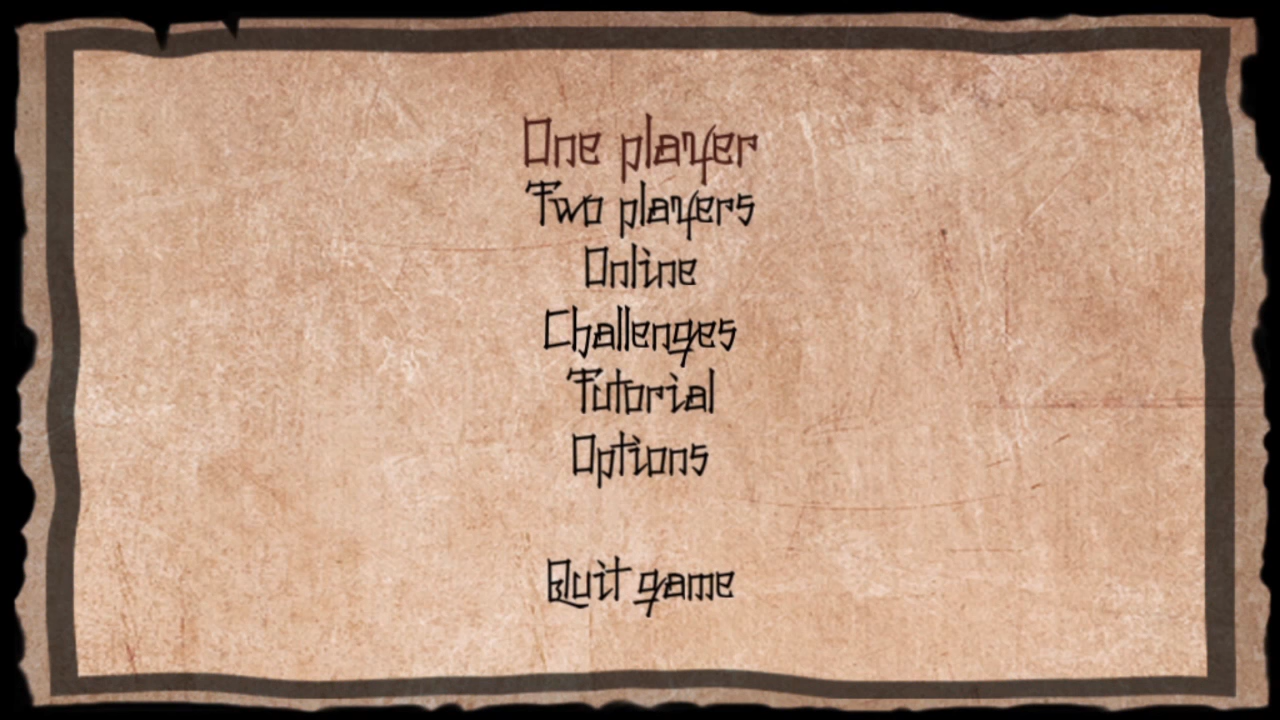 One player
Two players
Online
Challenges
Tutorial
Options
Quit game